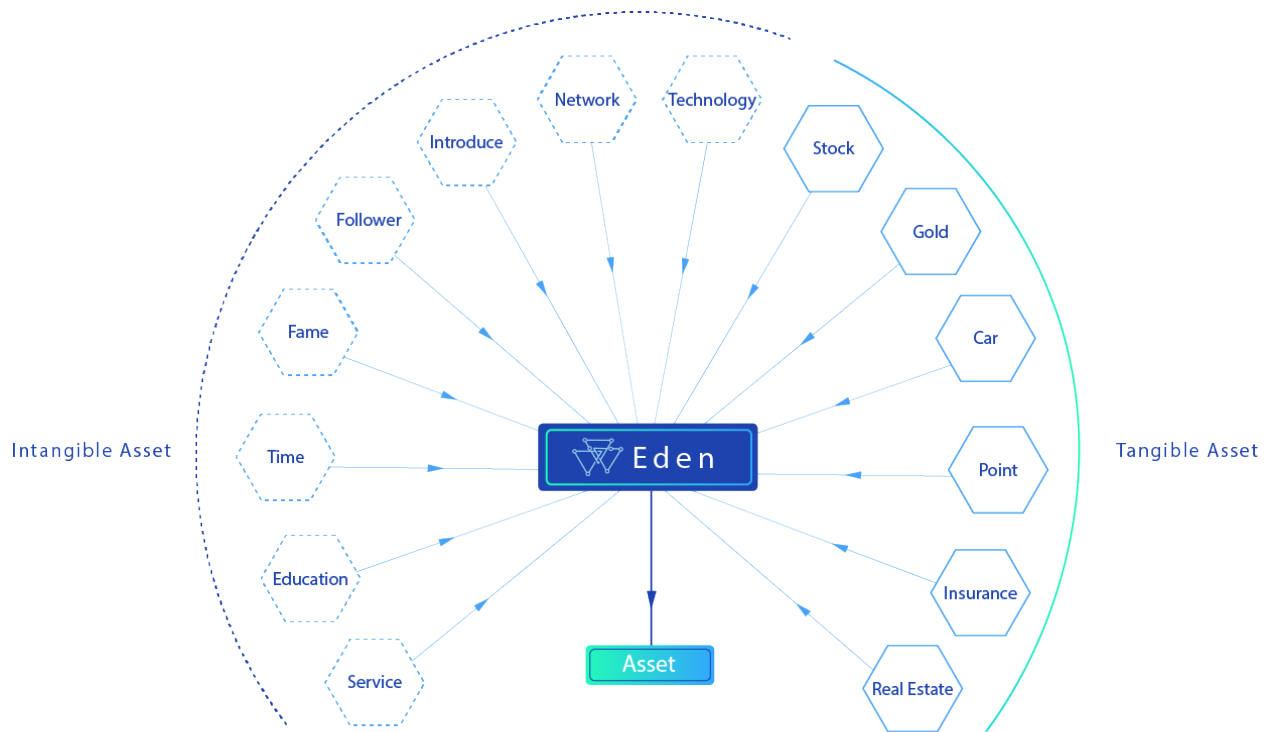 Network
Technology
Introduce
Stock
Follower
Gold
Fame
Car
Intangible Asset
Time
Eden
Point
Tangible Asset
Education
Insurance
Asset
Service
Real Estate